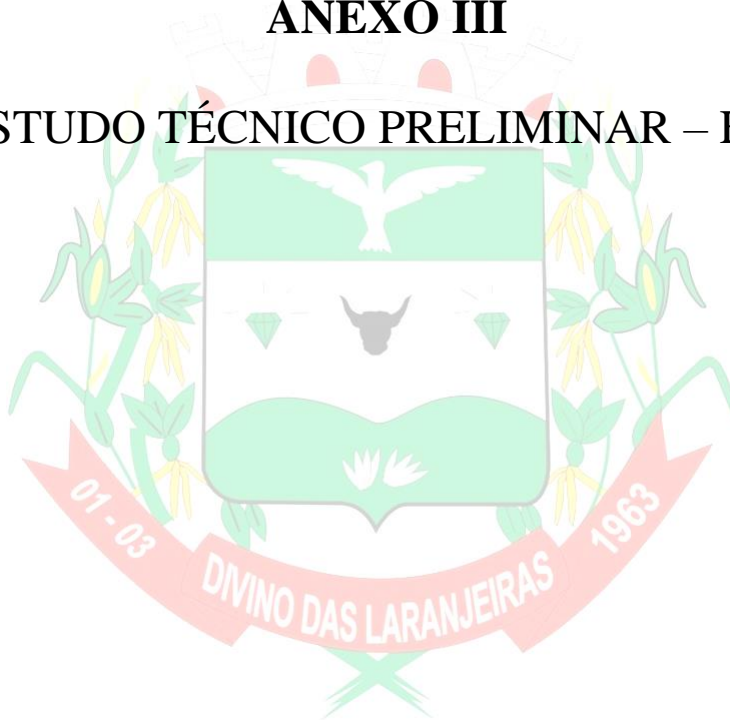 ANEXO III
STUDO TÉCNICO PRELIMINAR –
01 - 03
DIVINO DAS LARANJEIRAS
1963